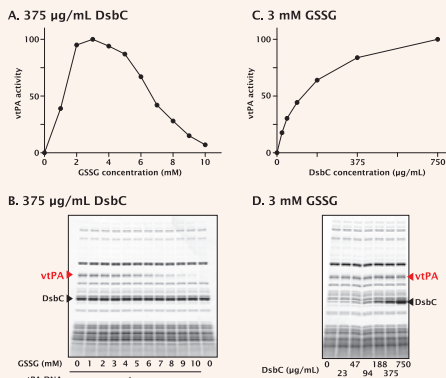 A. 375 µg/mL DsbC
100
50
0
vtPA activity
0 2 4 6 8 10
GSSG concentration (mM)
C. 3 mM GSSG
100
50
0
vtPA activity
0 375 750
DsbC concentration (µg/mL)
B. 375 µg/mL DsbC
vtPA
DsbC
GSSG (mM) 0 1 2 3 4 5 6 7 8 9 10 0
D. 3 mM GSSG
vtPA
DsbC
0 47 188 750
DsbC (µg/mL) 23 94 375